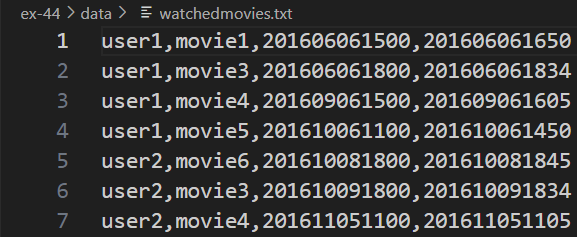 ex-44 > data > watchedmovies.txt
1 user1,movie1,201606061500,201606061650
2 user1,movie3,201606061800,201606061834
3 user1,movie4,201609061500,201609061605
4 user1,movie5,201610061100,201610061450
5 user2,movie6,201610081800,201610081845
6 user2,movie3,201610091800,201610091834
7 user2,movie4,201611051100,201611051105